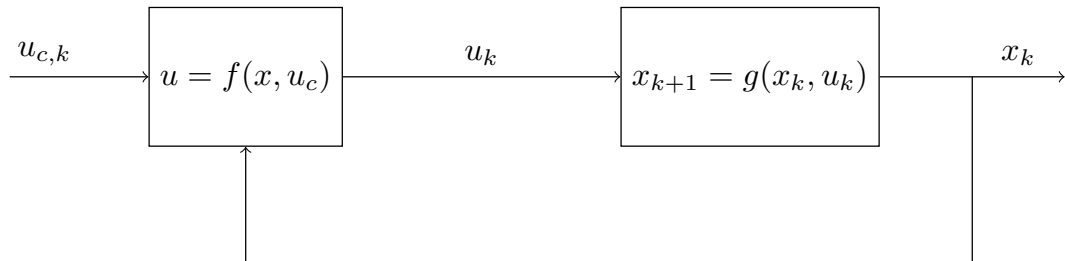 u_{c,k}
u = f(x, u_c)
u_k
x_{k+1} = g(x_k, u_k)
x_k